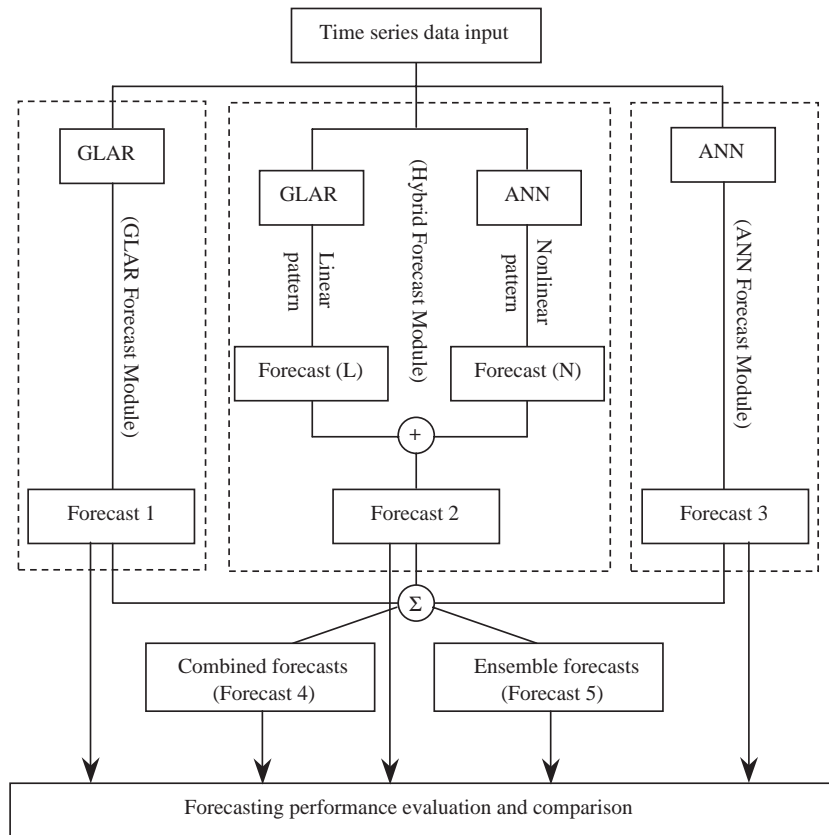 Time series data input
GLAR
ANN
GLAR
ANN
(GLAR Forecast Module)
Linear
pattern
(Hybrid Forecast Module)
Nonlinear
pattern
(ANN Forecast Module)
Forecast (L)
Forecast (N)
+
Forecast 1
Forecast 2
Forecast 3
Σ
Combined forecasts
(Forecast 4)
Ensemble forecasts
(Forecast 5)
Forecasting performance evaluation and comparison